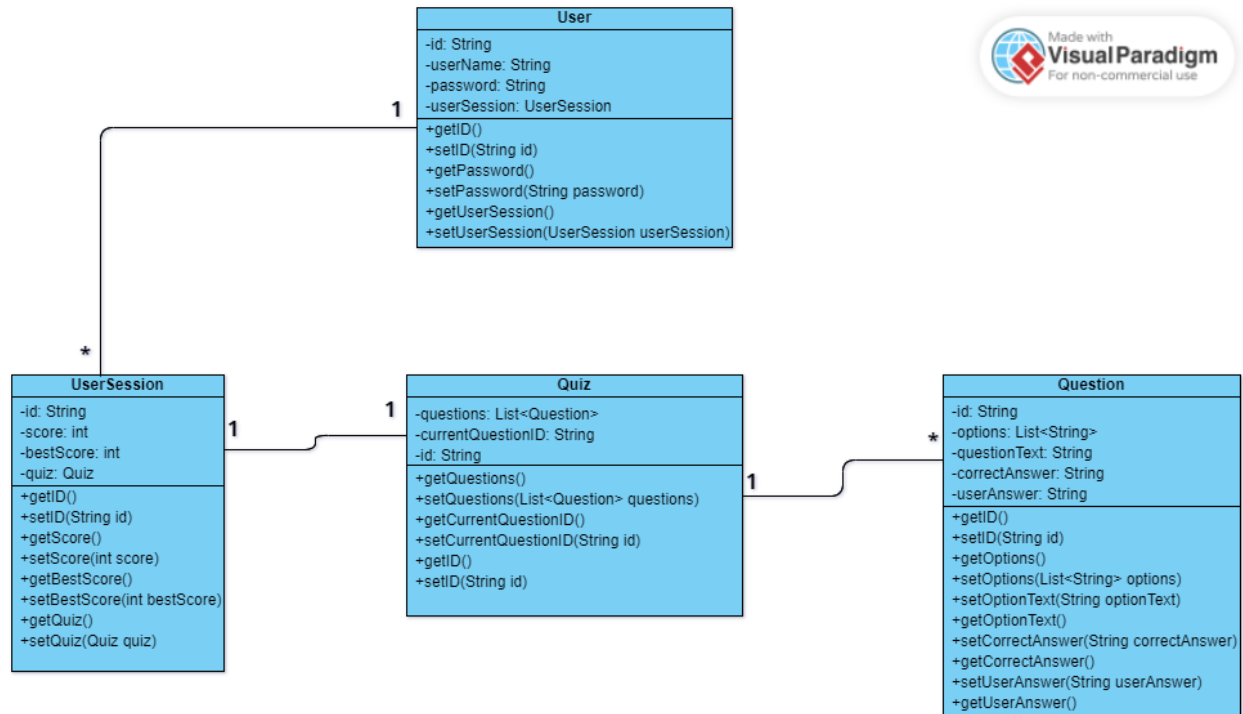 User
-id: String
-userName: String
-password: String
-userSession: UserSession
+getID()
+setID(String id)
+getPassword()
+setPassword(String password)
+getUserSession()
+setUserSession(UserSession userSession)
Made with
Visual Paradigm
For non-commercial use
1
*
UserSession
-id: String
-score: int
-bestScore: int
-quiz: Quiz
+getID()
+setID(String id)
+getScore()
+setScore(int score)
+getBestScore()
+setBestScore(int bestScore)
+getQuiz()
+setQuiz(Quiz quiz)
1
1
Quiz
-questions: List<Question>
-currentQuestionID: String
-id: String
+getQuestions()
+setQuestions(List<Question> questions)
+getCurrentQuestionID()
+setCurrentQuestionID(String id)
+getID()
+setID(String id)
1
*
Question
-id: String
-options: List<String>
-questionText: String
-correctAnswer: String
-userAnswer: String
+getID()
+setID(String id)
+getOptions()
+setOptions(List<String> options)
+setOptionText(String optionText)
+getOptionText()
+setCorrectAnswer(String correctAnswer)
+getCorrectAnswer()
+setUserAnswer(String userAnswer)
+getUserAnswer()